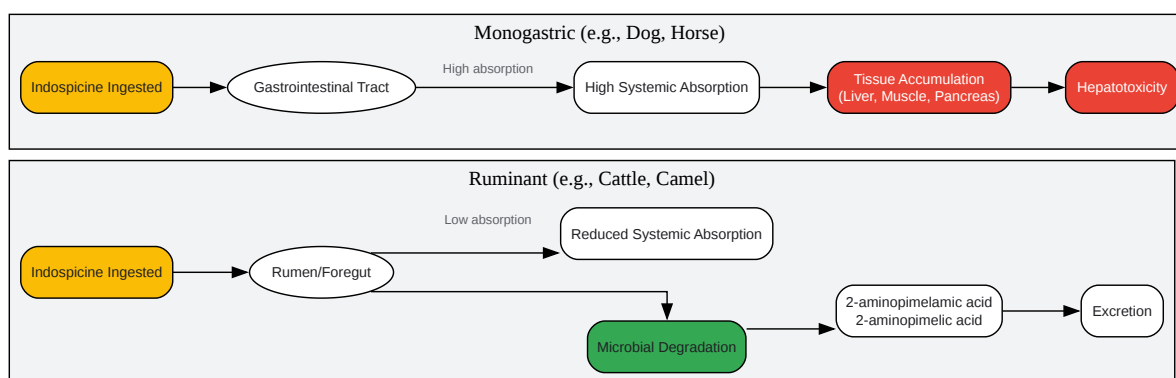 Monogastric (e.g., Dog, Horse)
Indospicine Ingested
Gastrointestinal Tract
High absorption
High Systemic Absorption
Tissue Accumulation
(Liver, Muscle, Pancreas)
Hepatotoxicity
Ruminant (e.g., Cattle, Camel)
Indospicine Ingested
Rumen/Foregut
Low absorption
Reduced Systemic Absorption
Microbial Degradation
2-aminopimelamic acid
2-aminopimelic acid
Excretion